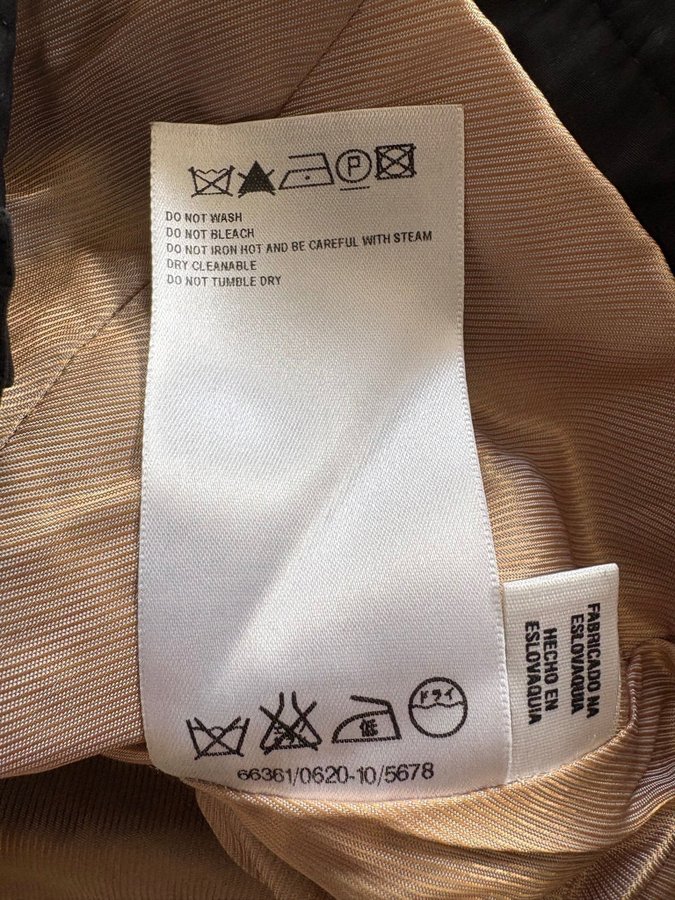 P
DO NOT WASH
DO NOT BLEACH
DO NOT IRON HOT AND BE CAREFUL WITH STEAM
DRY CLEANABLE
DO NOT TUMBLE DRY
低
ドライ
66361/0620-10/5678
FABRICADO NA
ESLOVAQUIA
HECHO EN
ESLOVAQUIA